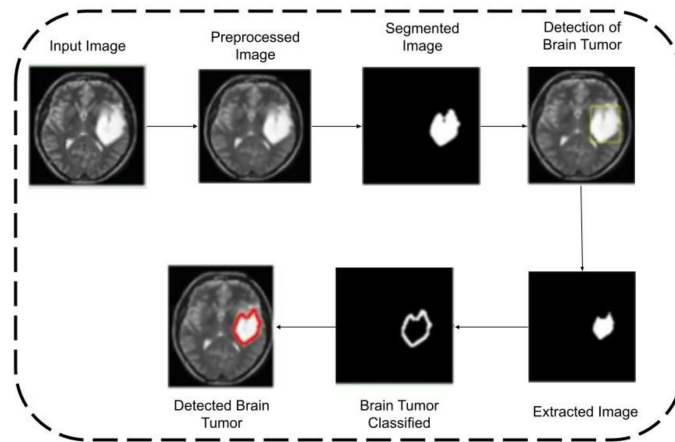 Input Image
Preprocessed
Image
Segmented
Image
Detection of
Brain Tumor
Detected Brain
Tumor
Brain Tumor
Classified
Extracted Image